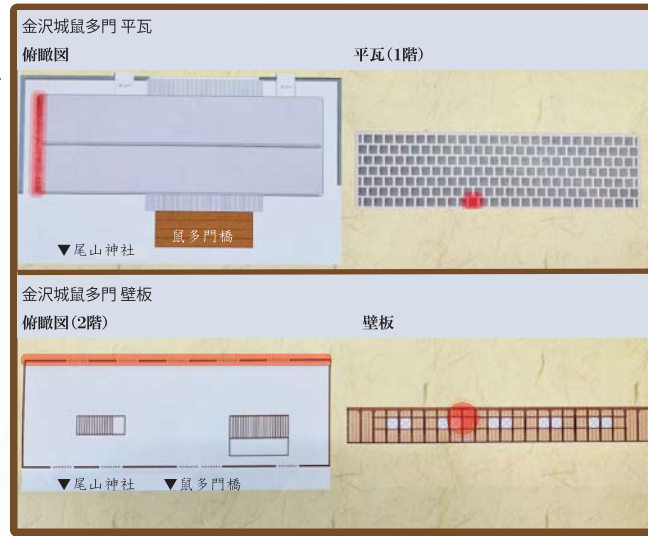 金沢城鼠多門 平瓦
俯瞰図
平瓦(1階)
鼠多門橋
▼尾山神社
金沢城鼠多門 壁板
俯瞰図(2階)
壁板
▼尾山神社
▼鼠多門橋